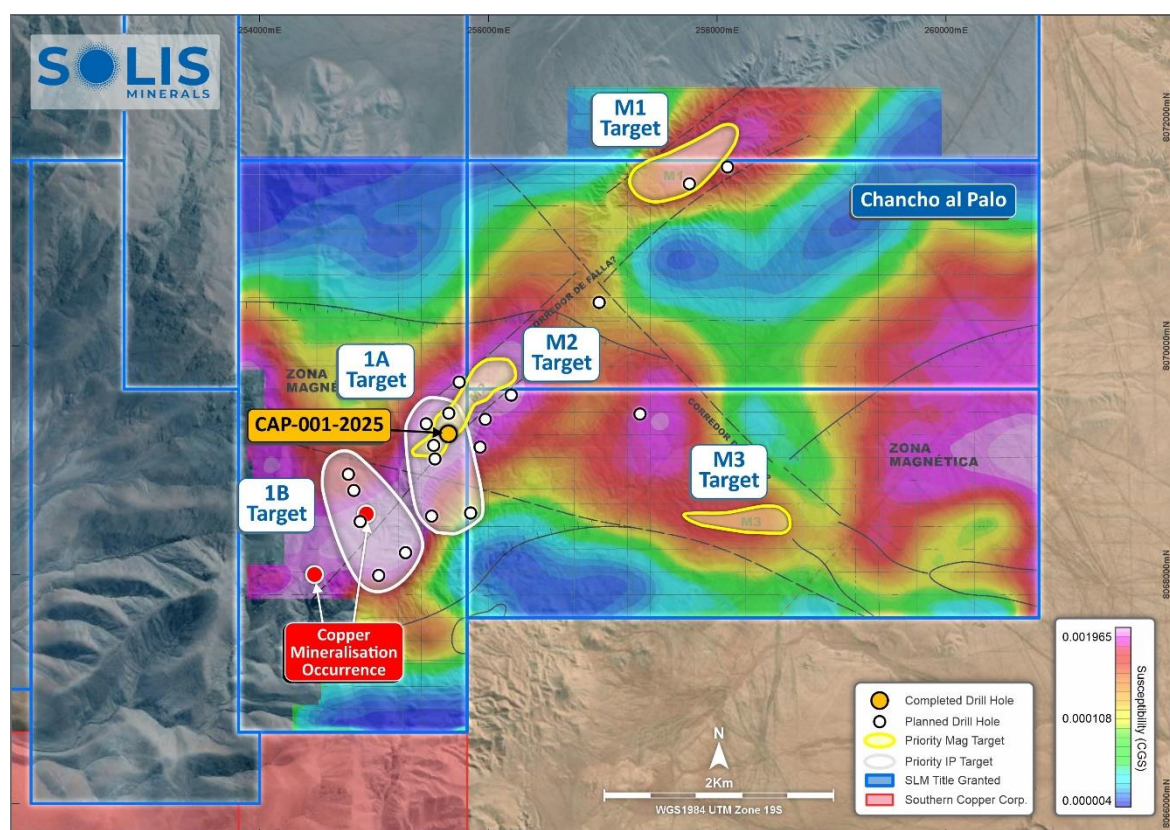 SOLIS
MINERALS
254000mE
256000mE
258000mE
260000mE
8072000mN
8070000mN
8068000mN
8066000mN
M1
Target
M1
Chancho al Palo
CORREDOR DE FALLA?
M2
Target
1A
Target
ZONA
CAP-001-2025
ZONA
MAGNÉTICA
M3
Target
M3
1B
Target
Copper
Mineralisation
Occurrence
0.001965
0.000108
0.000004
Susceptibility (CGS)
Completed Drill Hole
Planned Drill Hole
Priority Mag Target
Priority IP Target
SLM Title Granted
Southern Copper Corp.
N
2Km
WGS1984 UTM Zone 19S